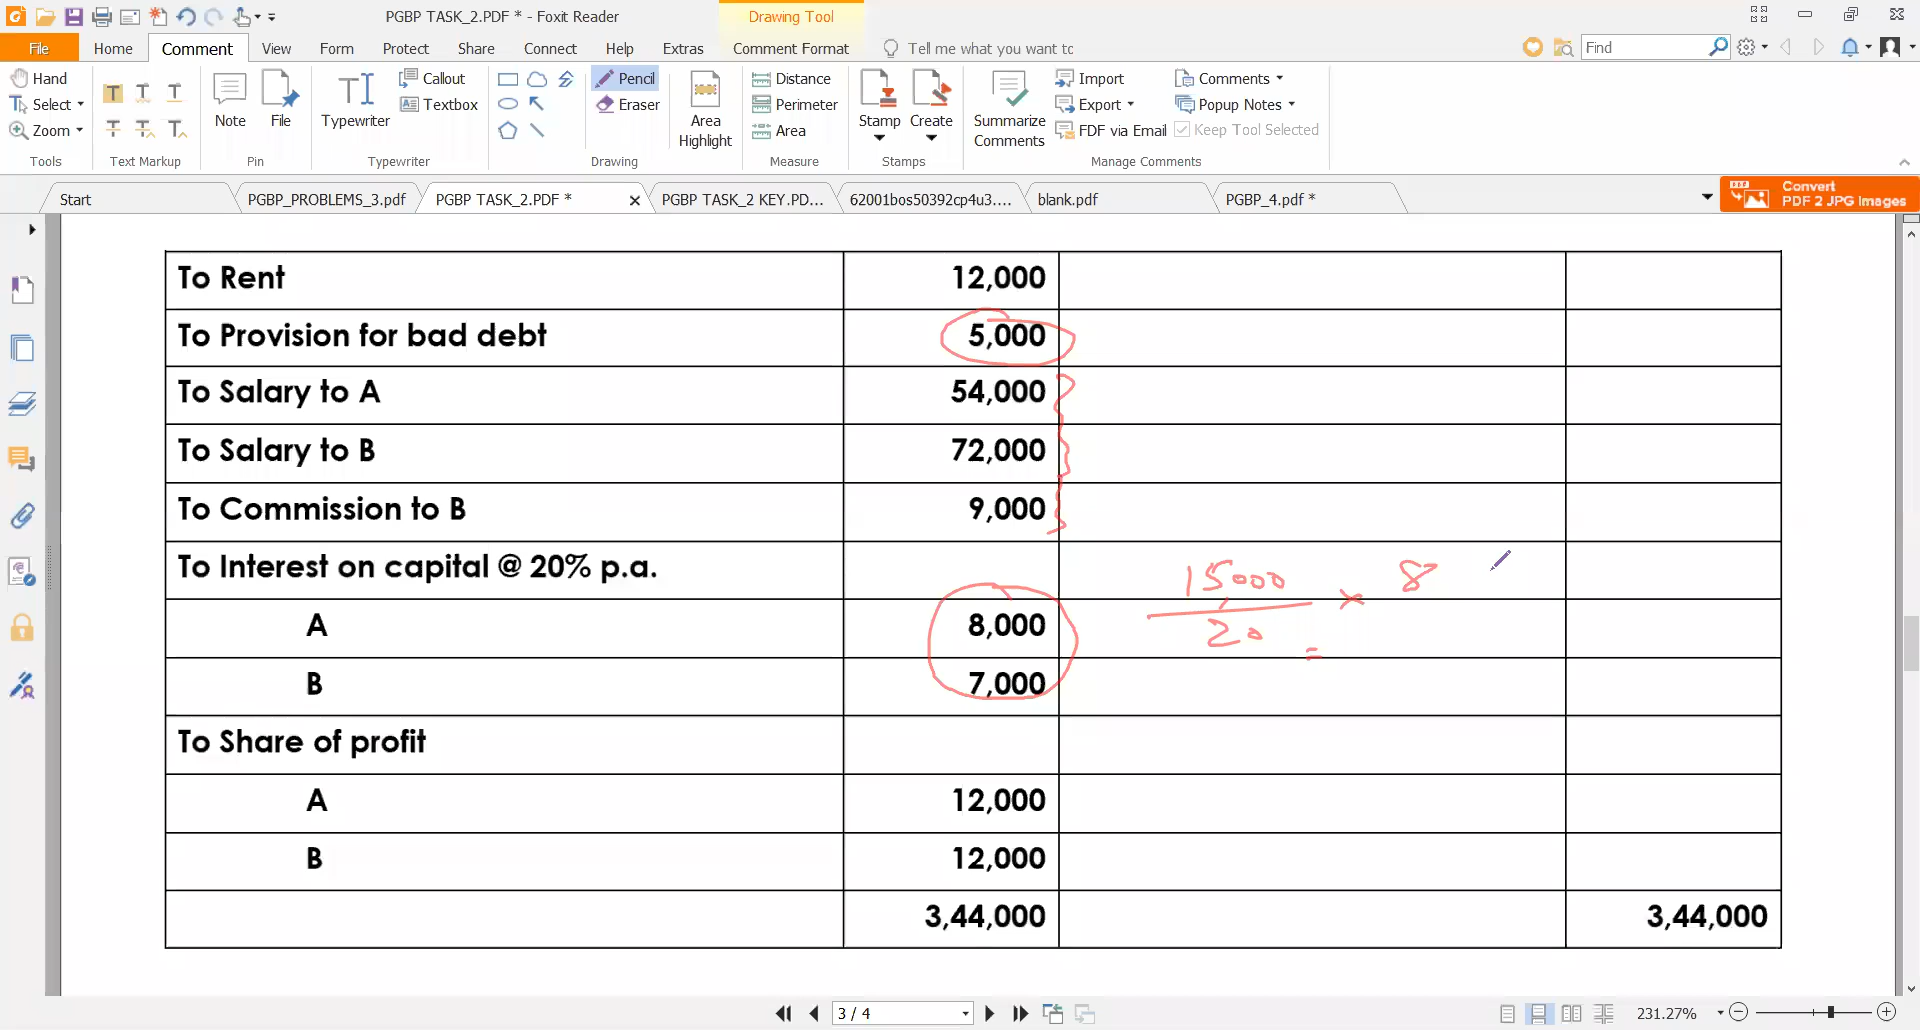 PGBP TASK_2.PDF * - Foxit Reader
Drawing Tool
File Home Comment View Form Protect Share Connect Help Extras Comment Format Tell me what you want to Find
Hand
Select
Zoom
Tools
Text Markup
Note
File
Pin
Typewriter
Callout
Textbox
Typewriter
Pencil
Eraser
Drawing
Area Highlight
Distance
Perimeter
Area
Measure
Stamp
Create
Stamps
Summarize Comments
Import
Export
FDF via Email
Comments
Popup Notes
Keep Tool Selected
Manage Comments
Start
PGBP_PROBLEMS_3.pdf
PGBP TASK_2.PDF *
PGBP TASK_2 KEY.PD...
62001bos50392cp4u3....
blank.pdf
PGBP_4.pdf *
Convert
PDF 2 JPG Images
To Rent 12,000
To Provision for bad debt 5,000
To Salary to A 54,000
To Salary to B 72,000
To Commission to B 9,000
To Interest on capital @ 20% p.a.
A 8,000
B 7,000
15000
20
× 8
=
To Share of profit
A 12,000
B 12,000
3,44,000 3,44,000
3 / 4
231.27%